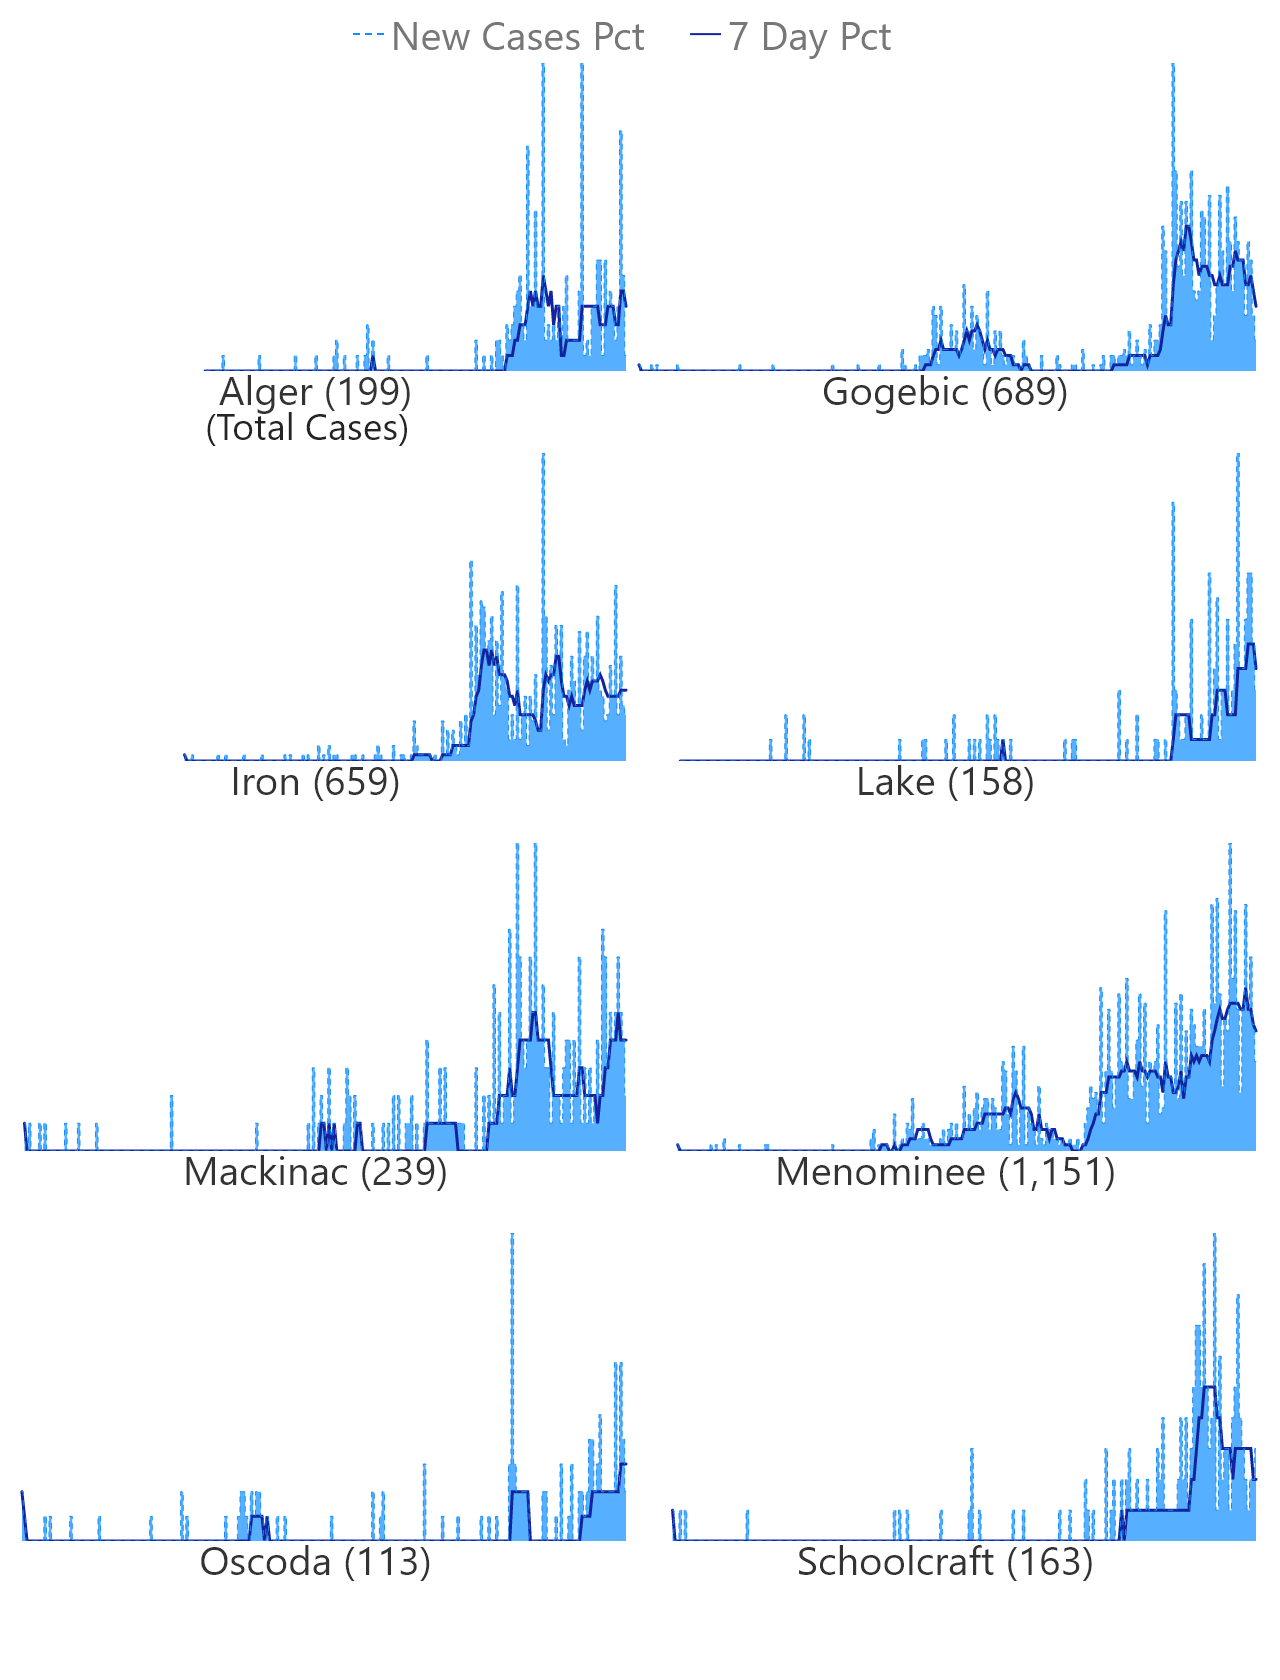 New Cases Pct 7 Day Pct
Alger (199)
(Total Cases)
Gogebic (689)
Iron (659)
Lake (158)
Mackinac (239)
Menominee (1,151)
Oscoda (113)
Schoolcraft (163)